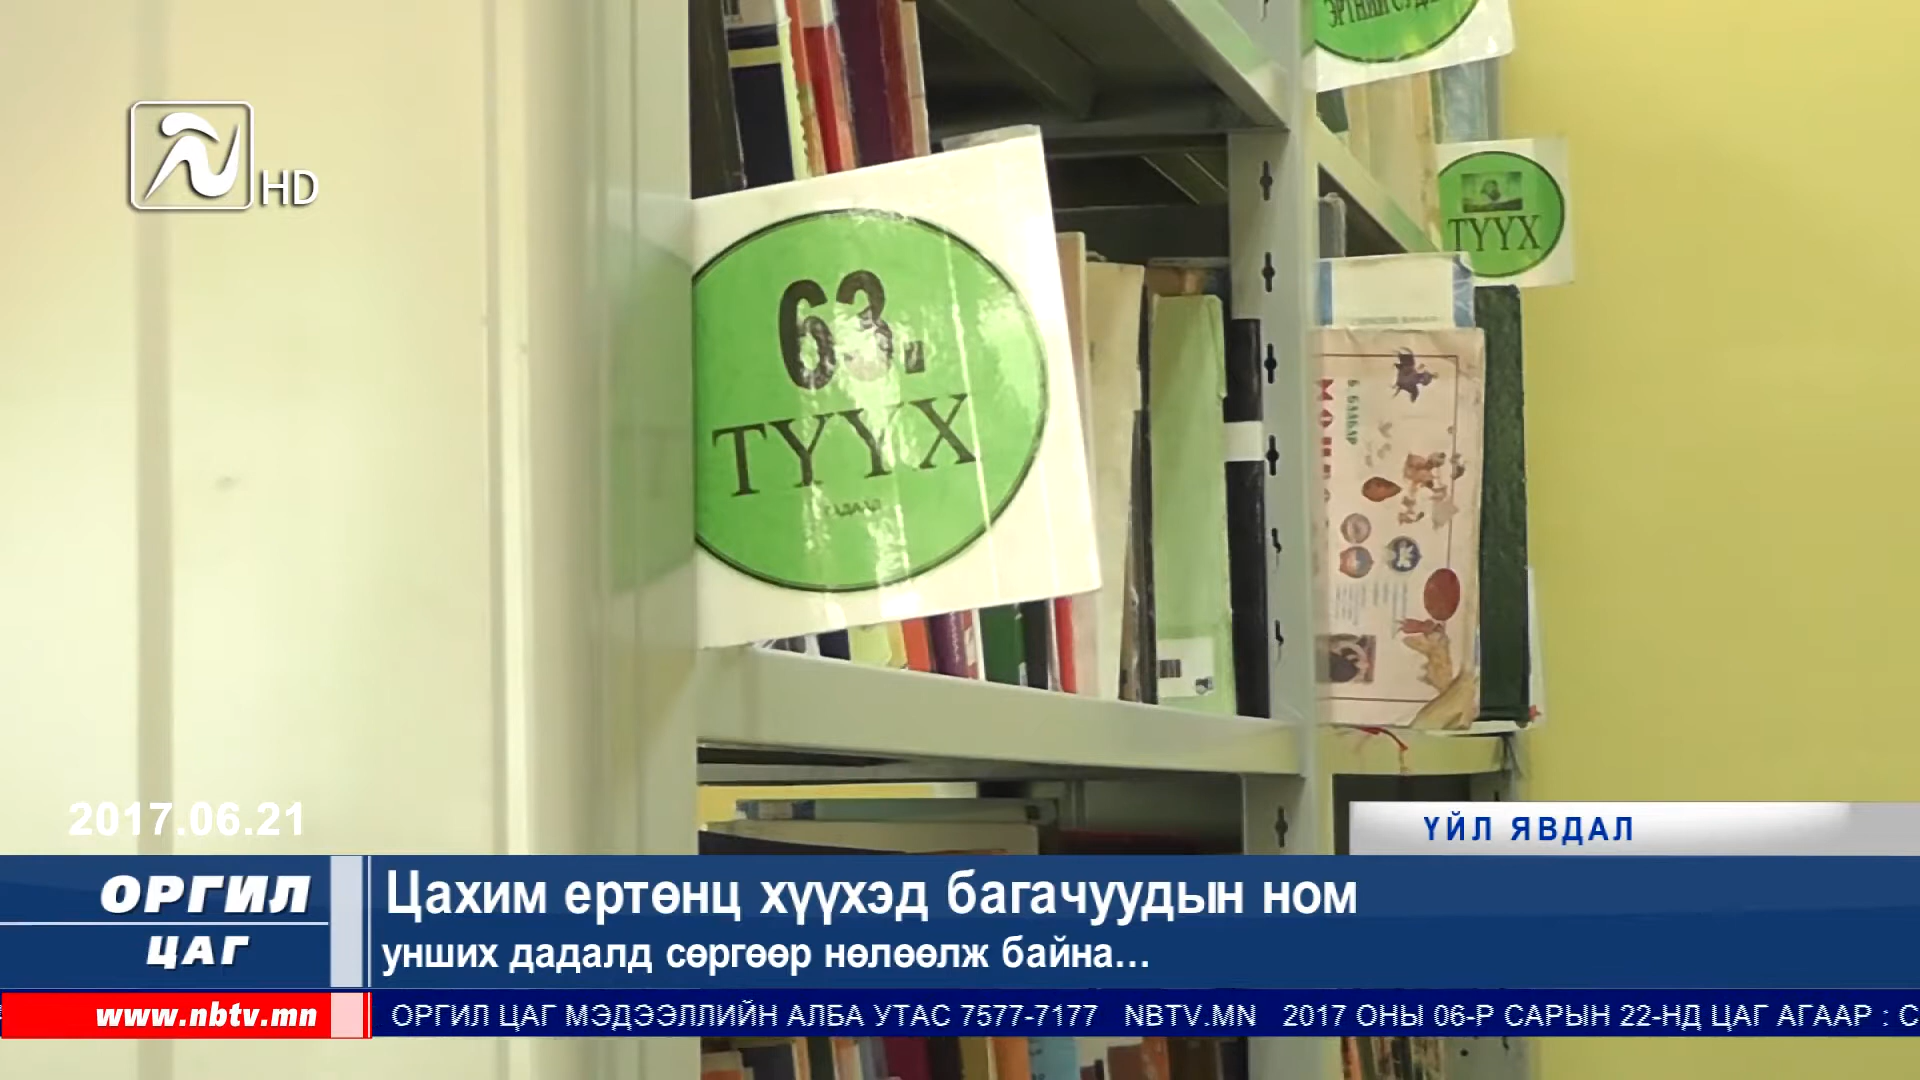 HD
63.
ТҮҮХ
ТҮҮХ
Б БААБАР
2017.06.21
ҮЙЛ ЯВДАЛ
ОРГИЛ
ЦАГ
Цахим ертөнц хүүхэд багачуудын ном
унших дадалд сөргөөр нөлөөлж байна...
www.nbtv.mn
ОРГИЛ ЦАГ МЭДЭЭЛЛИЙН АЛБА УТАС 7577-7177 NBTV.MN 2017 ОНЫ 06-Р САРЫН 22-НД ЦАГ АГААР : С